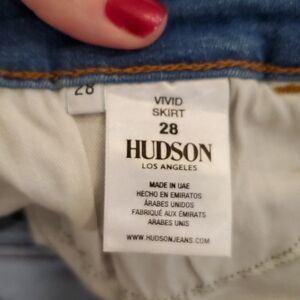 28
VIVID
SKIRT
28
HUDSON
LOS ANGELES
MADE IN UAE
HECHO EN EMIRATOS
ÁRABES UNIDOS
FABRIQUÉ AUX ÉMIRATS
ARABES UNIS
WWW.HUDSONJEANS.COM